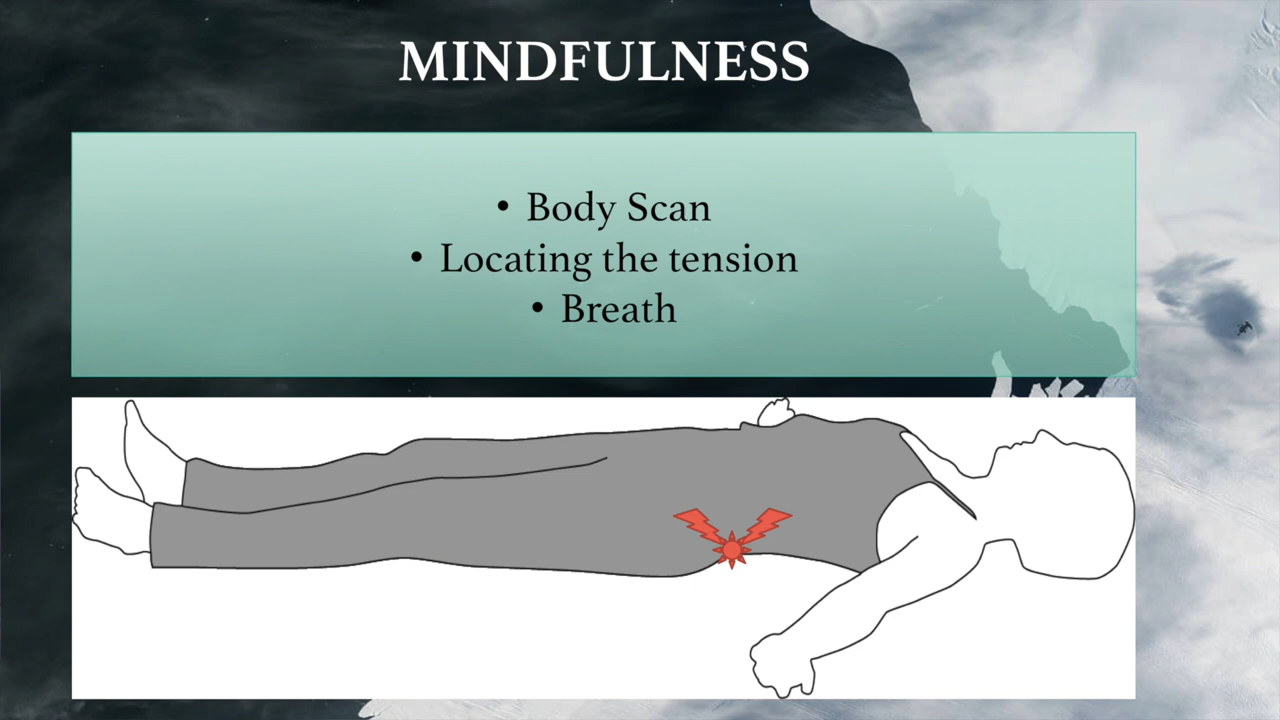 MINDFULNESS
• Body Scan
• Locating the tension
• Breath